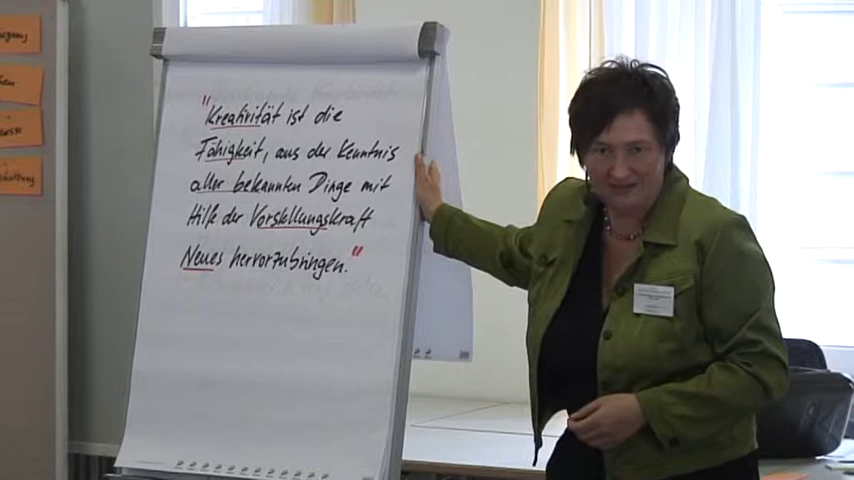 "Kreativität ist die
Fähigkeit, aus der Kenntnis
aller bekannten Dinge mit
Hilfe der Vorstellungskraft
Neues hervorzubringen."